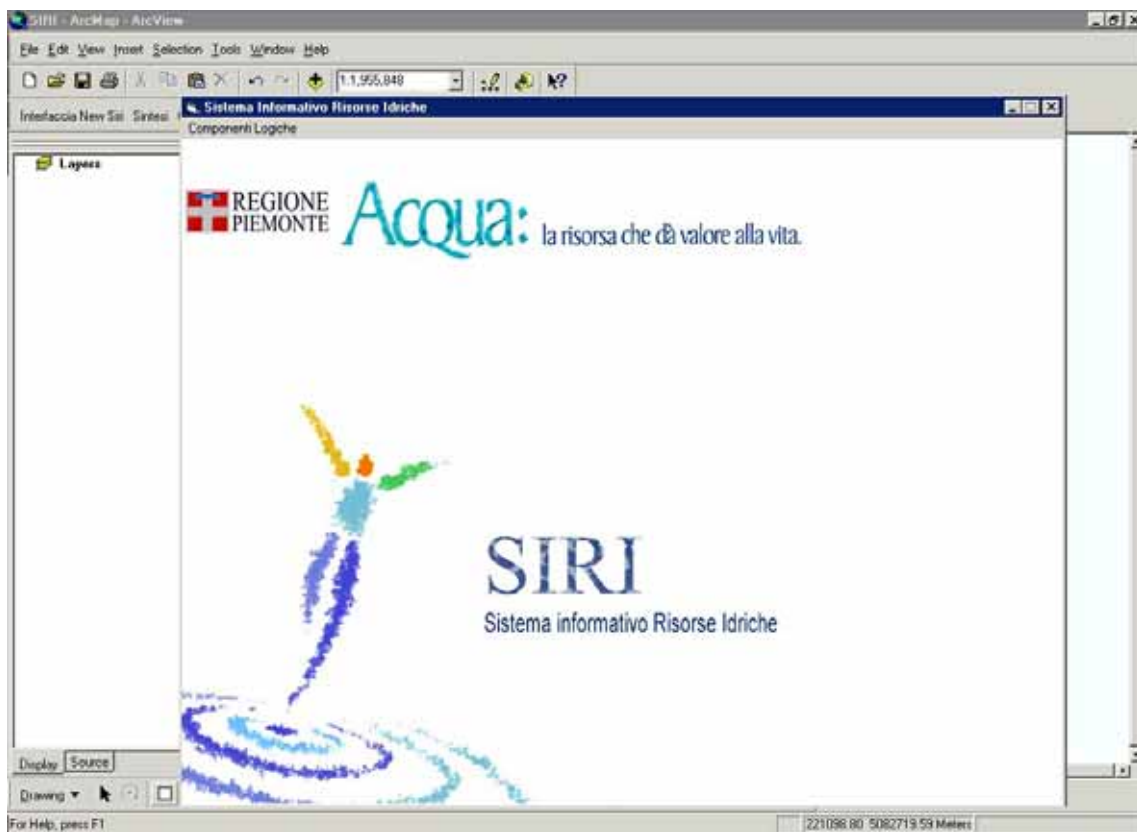 SIRI - ArcMap - ArcView
File Edit View Insert Selection Tools Window Help
1:1,955,848
Interfaccia New Siri Sintesi
Sistema Informativo Risorse Idriche
Componenti Logiche
Layers
REGIONE
PIEMONTE
Acqua: la risorsa che dà valore alla vita.
SIRI
Sistema informativo Risorse Idriche
Display Source
Drawing
For Help, press F1
221098.80 5082719.59 Meters